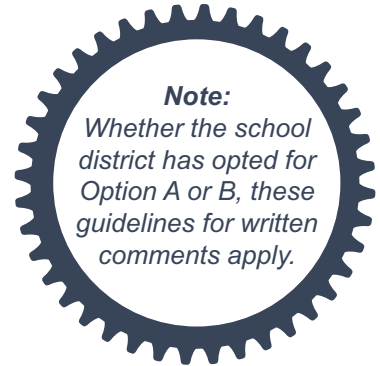 Note:
Whether the school
district has opted for
Option A or B, these
guidelines for written
comments apply.